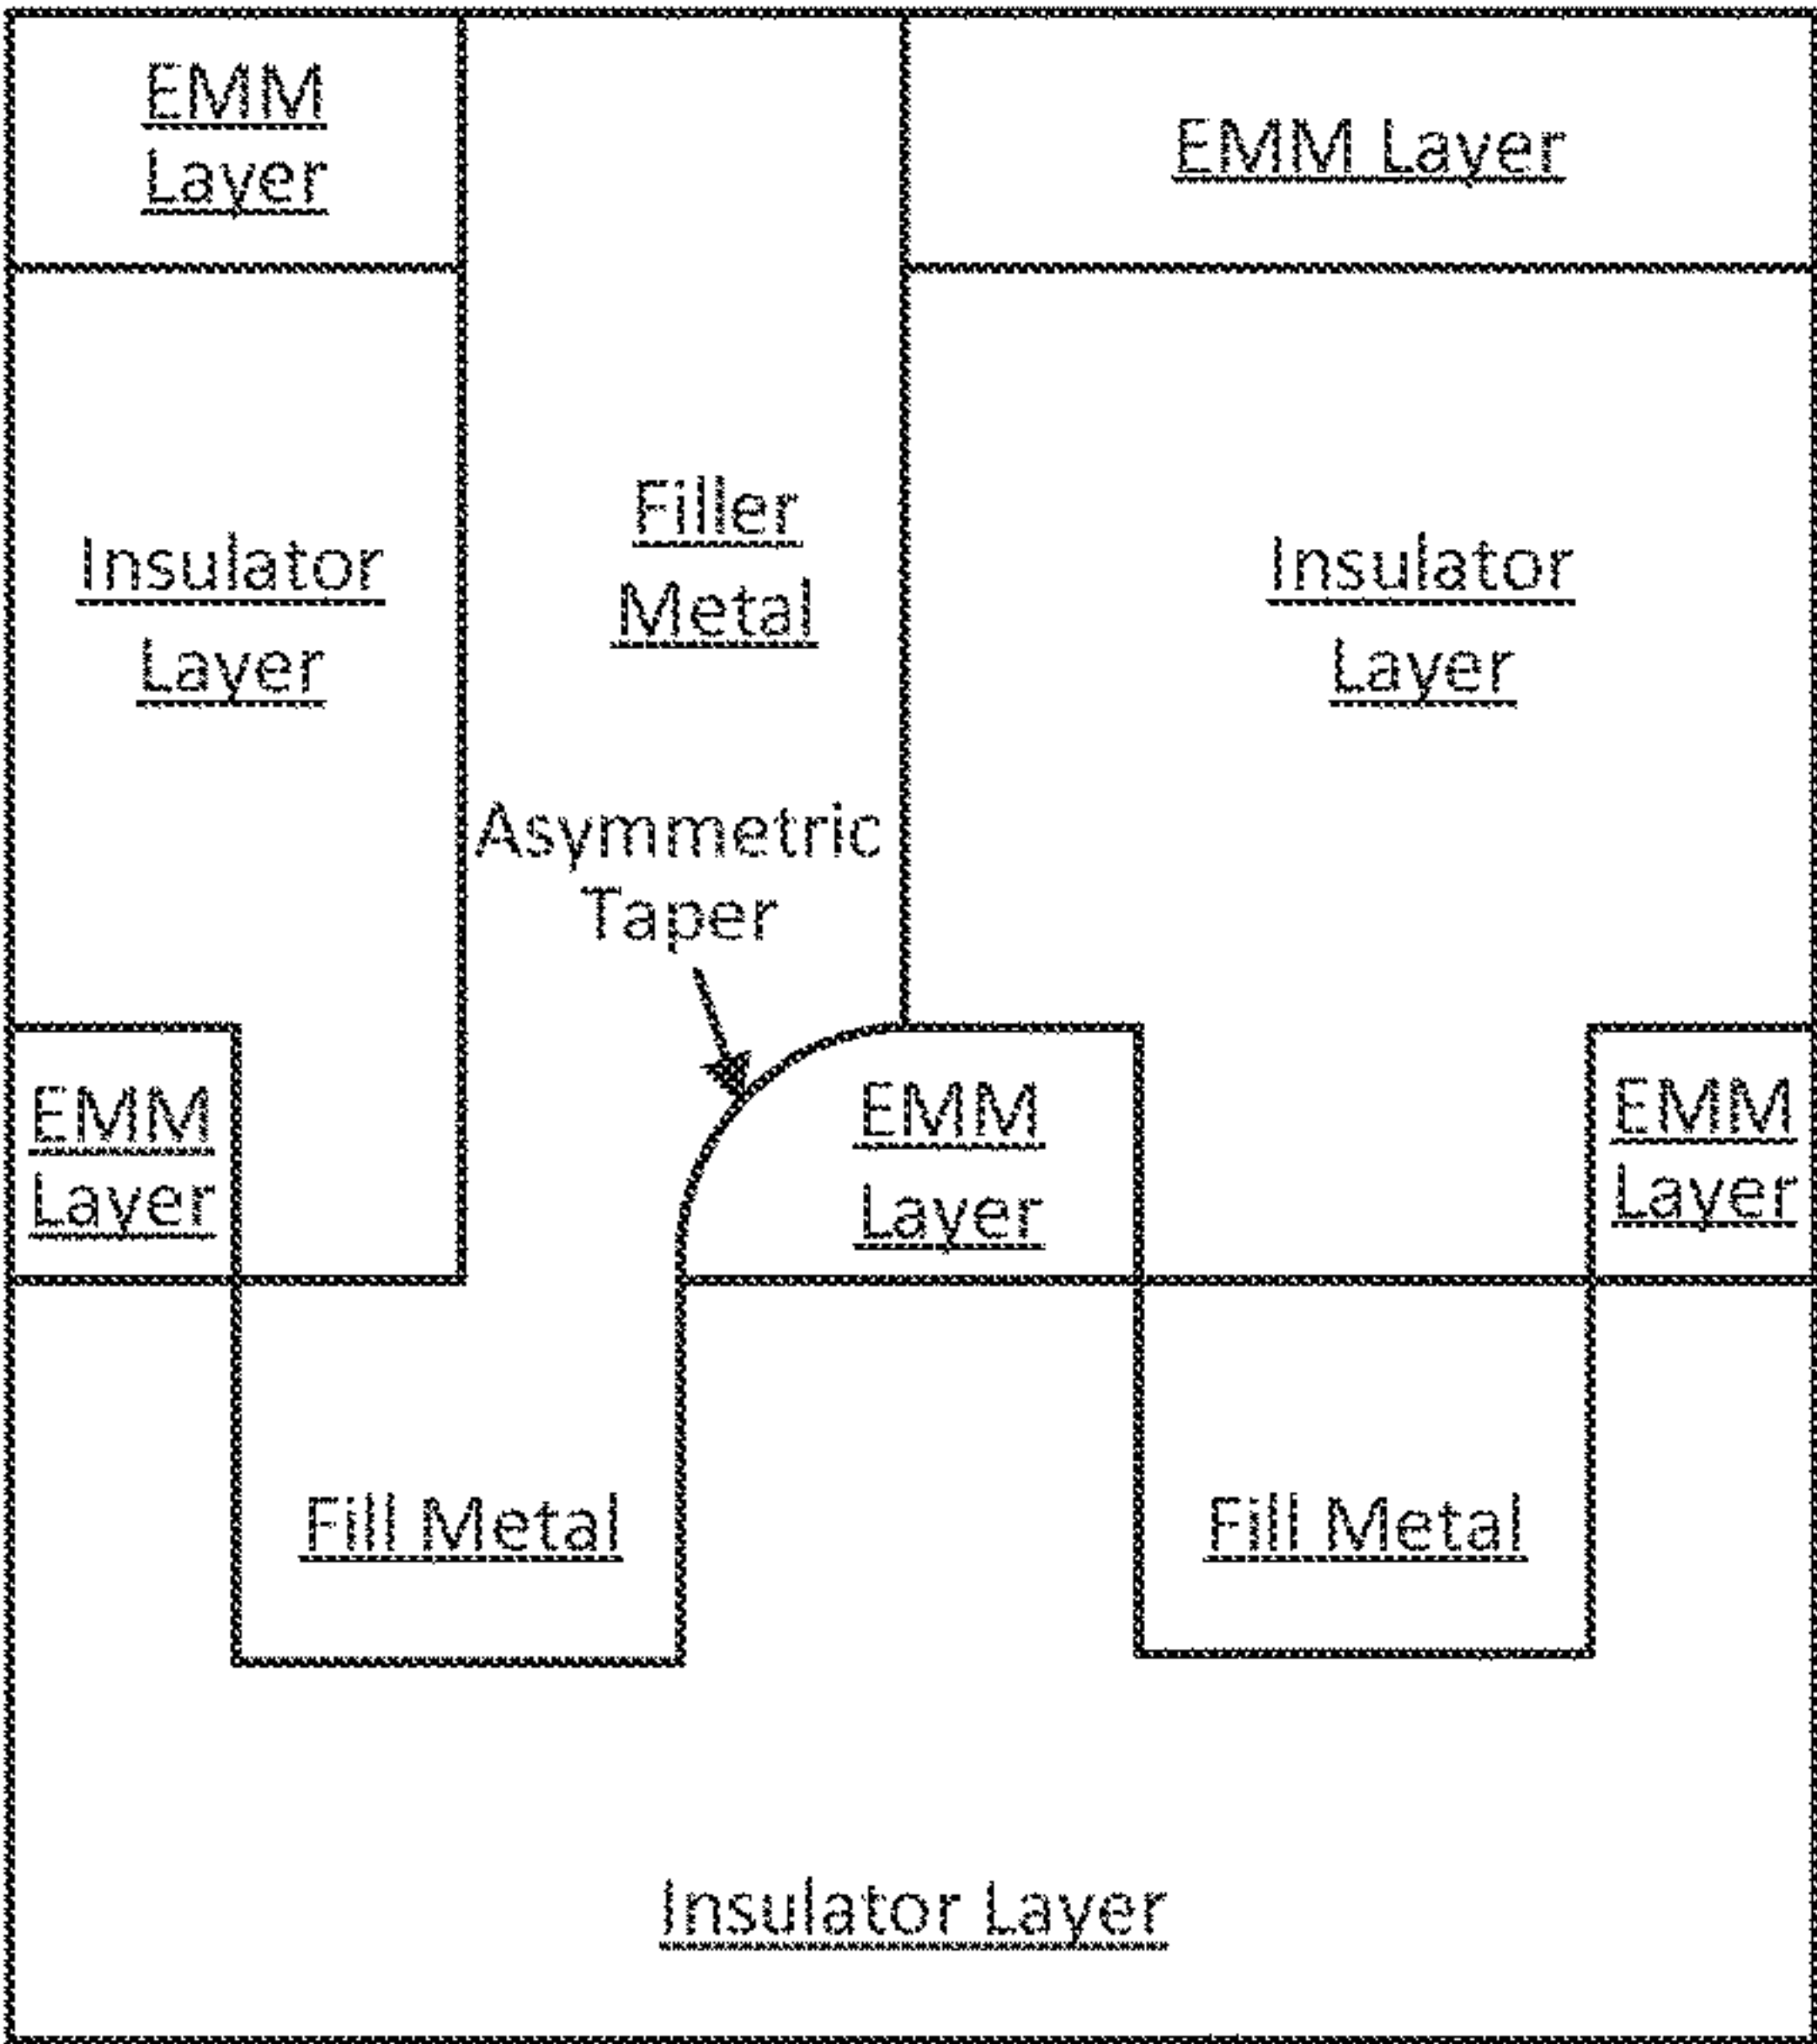 EMM
Layer
EMM Layer
Insulator
Layer
Filler
Metal
Insulator
Layer
Asymmetric
Taper
EMM
Layer
EMM
Layer
EMM
Layer
Fill Metal
Fill Metal
Insulator Layer